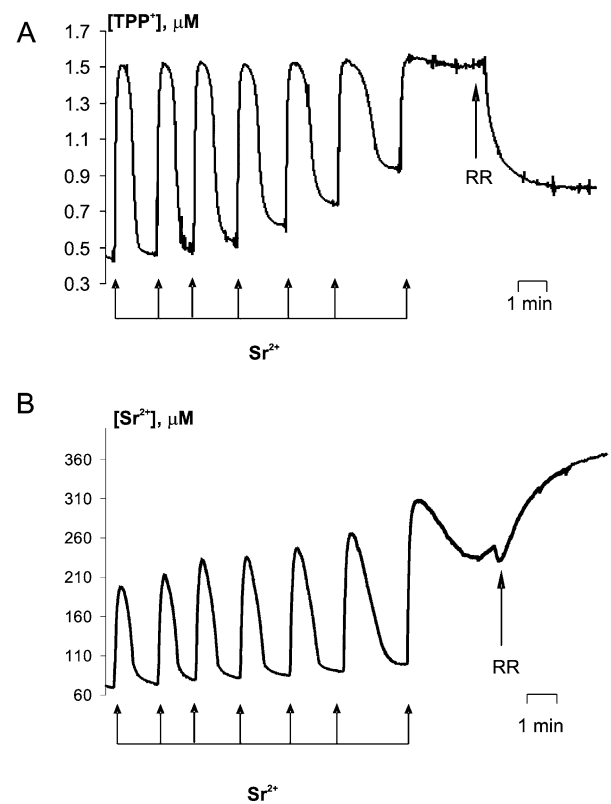 A
[TPP⁺], µM
1.7
1.5
1.3
1.1
0.9
0.7
0.5
0.3
RR
1 min
Sr²⁺
B
[Sr²⁺], µM
360
310
260
210
160
110
60
RR
1 min
Sr²⁺